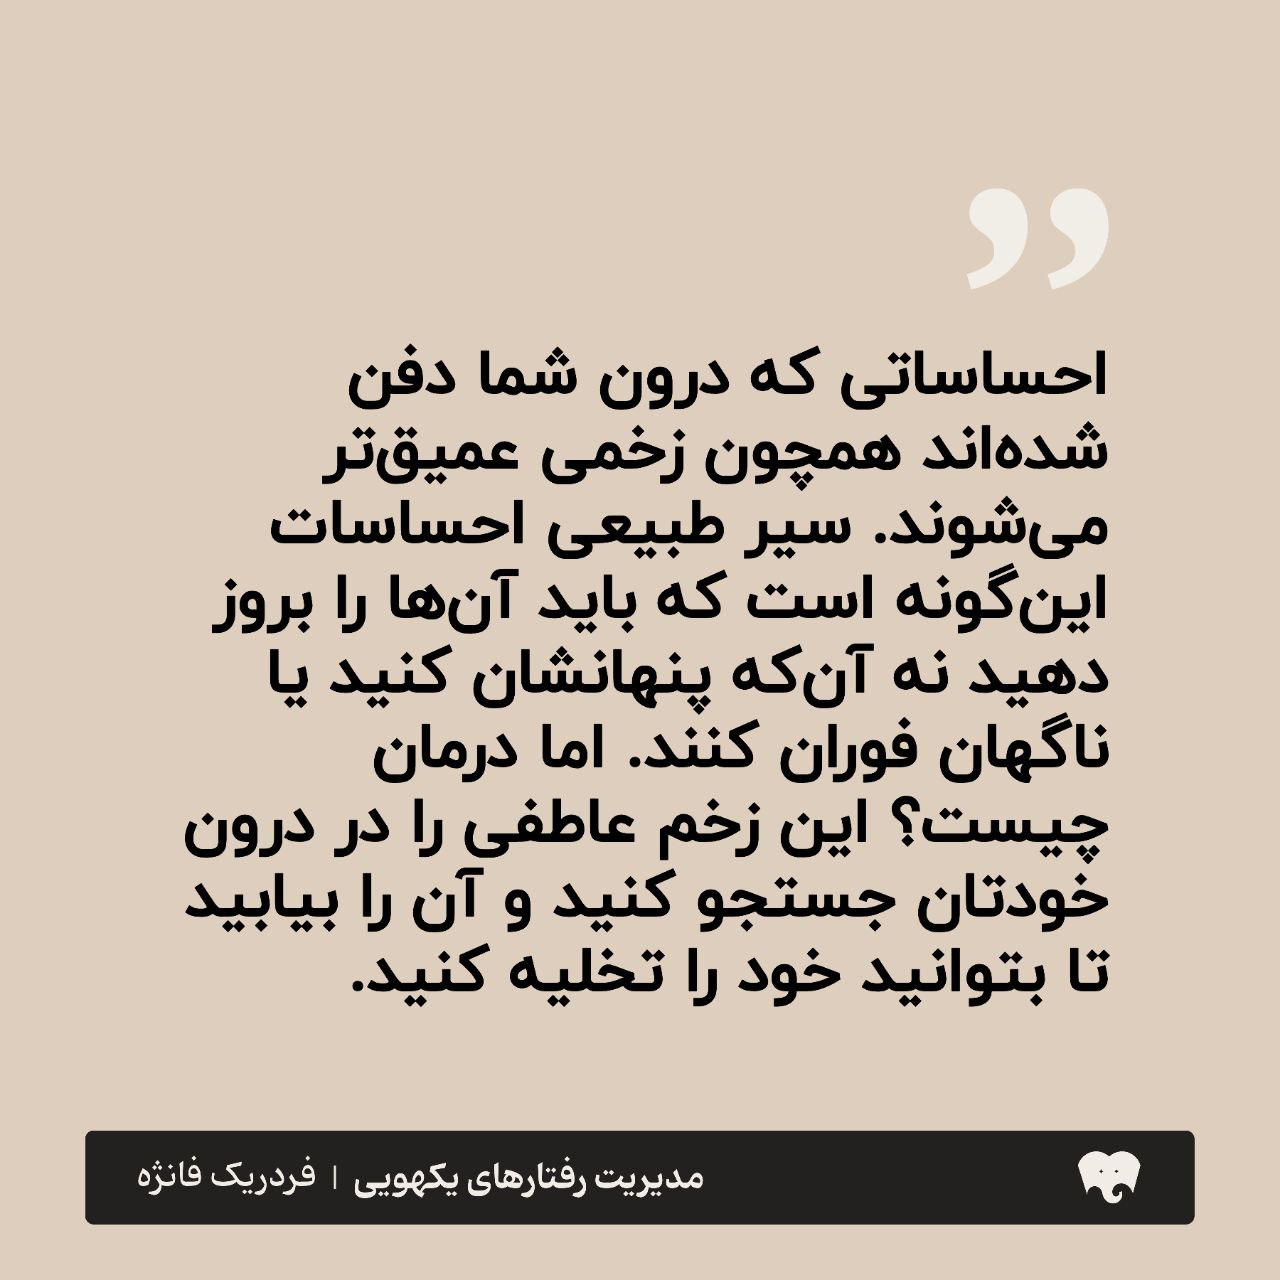 ”
احساساتی که درون شما دفن
شده‌اند همچون زخمی عمیق‌تر
می‌شوند. سیر طبیعی احساسات
این‌گونه است که باید آن‌ها را بروز
دهید نه آن‌که پنهانشان کنید یا
ناگهان فوران کنند. اما درمان
چیست؟ این زخم عاطفی را در درون
خودتان جستجو کنید و آن را بیابید
تا بتوانید خود را تخلیه کنید.
مدیریت رفتارهای یکهویی | فردریک فانژه